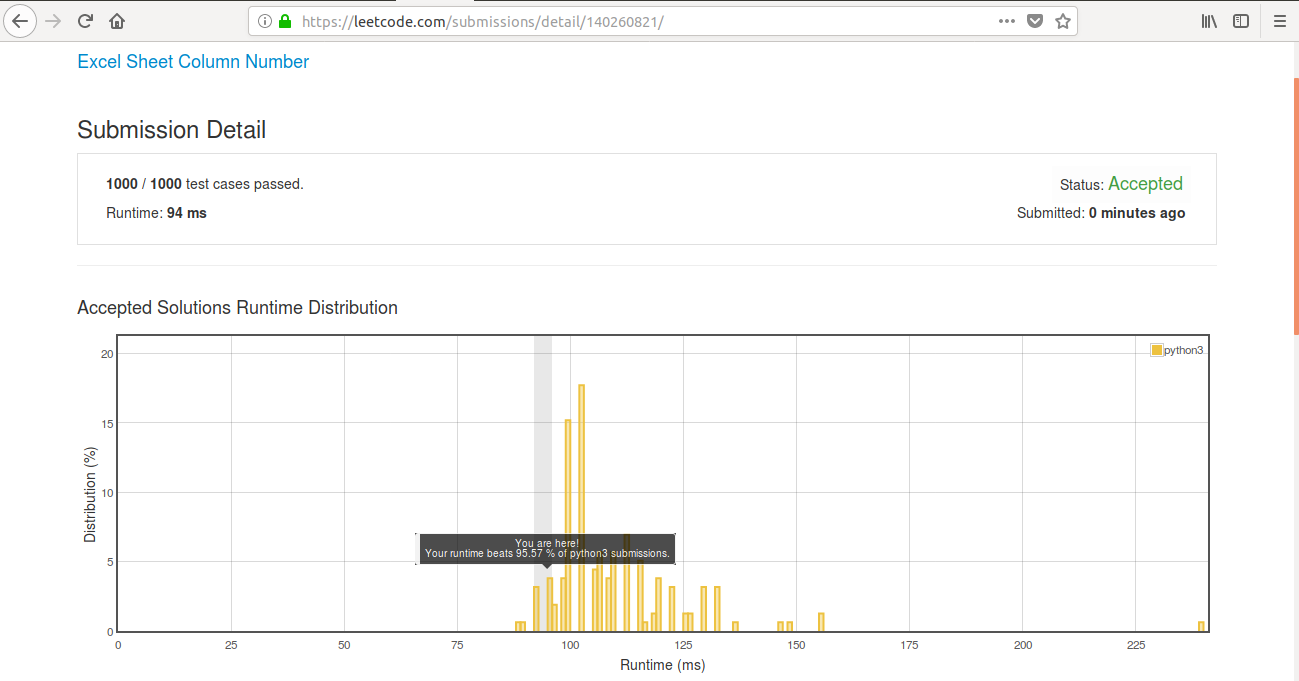 https://leetcode.com/submissions/detail/140260821/
Excel Sheet Column Number
Submission Detail
1000 / 1000 test cases passed.
Status: Accepted
Runtime: 94 ms
Submitted: 0 minutes ago
Accepted Solutions Runtime Distribution
python3
20
15
10
5
0
Distribution (%)
You are here!
Your runtime beats 95.57 % of python3 submissions.
0 25 50 75 100 125 150 175 200 225
Runtime (ms)